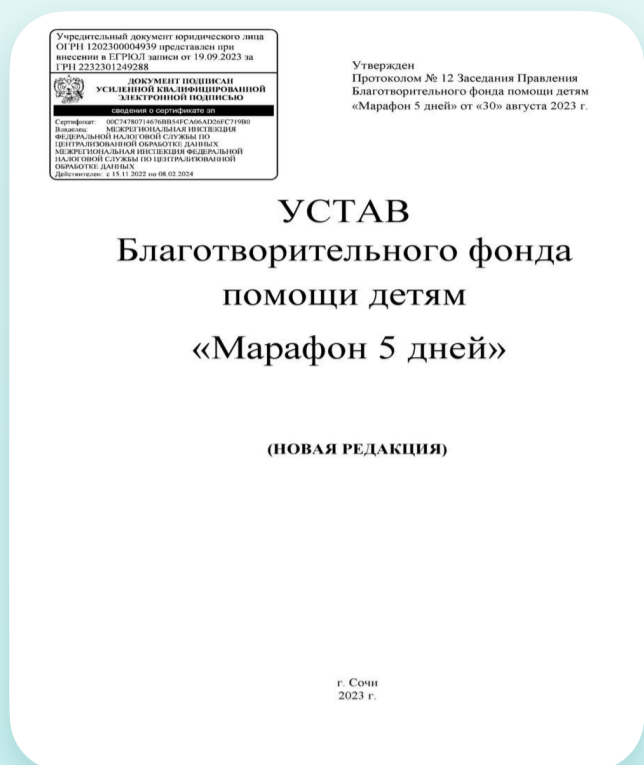 Учредительный документ юридического лица
ОГРН 1202300004939 представлен при
внесении в ЕГРЮЛ записи от 19.09.2023 за
ГРН 2232301249288
ДОКУМЕНТ ПОДПИСАН
УСИЛЕННОЙ КВАЛИФИЦИРОВАННОЙ
ЭЛЕКТРОННОЙ ПОДПИСЬЮ
сведения о сертификате эп
Сертификат: 00C74780714676BB54FCA06AD26FC719B0
Владелец: МЕЖРЕГИОНАЛЬНАЯ ИНСПЕКЦИЯ
ФЕДЕРАЛЬНОЙ НАЛОГОВОЙ СЛУЖБЫ ПО
ЦЕНТРАЛИЗОВАННОЙ ОБРАБОТКЕ ДАННЫХ
МЕЖРЕГИОНАЛЬНАЯ ИНСПЕКЦИЯ ФЕДЕРАЛЬНОЙ
НАЛОГОВОЙ СЛУЖБЫ ПО ЦЕНТРАЛИЗОВАННОЙ
ОБРАБОТКЕ ДАННЫХ
Действителен: с 15.11.2022 по 08.02.2024
Утвержден
Протоколом № 12 Заседания Правления
Благотворительного фонда помощи детям
«Марафон 5 дней» от «30» августа 2023 г.
УСТАВ
Благотворительного фонда
помощи детям
«Марафон 5 дней»
(НОВАЯ РЕДАКЦИЯ)
г. Сочи
2023 г.